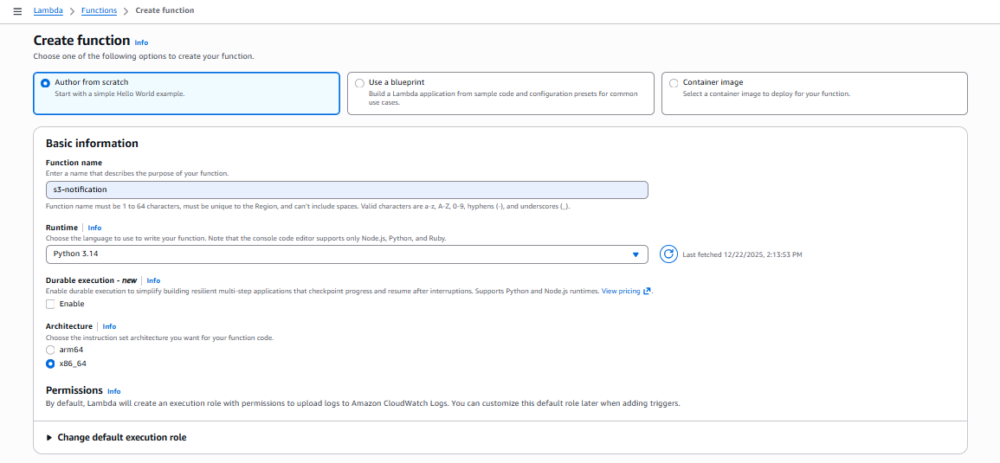 Lambda > Functions > Create function
Create function Info
Choose one of the following options to create your function.
Author from scratch
Start with a simple Hello World example.
Use a blueprint
Build a Lambda application from sample code and configuration presets for common
use cases.
Container image
Select a container image to deploy for your function.
Basic information
Function name
Enter a name that describes the purpose of your function.
s3-notification
Function name must be 1 to 64 characters, must be unique to the Region, and can't include spaces. Valid characters are a-z, A-Z, 0-9, hyphens (-), and underscores (_).
Runtime | Info
Choose the language to use to write your function. Note that the console code editor supports only Node.js, Python, and Ruby.
Python 3.14
Last fetched 12/22/2025, 2:13:53 PM
Durable execution - new | Info
Enable durable execution to simplify building resilient multi-step applications that checkpoint progress and resume after interruptions. Supports Python and Node.js runtimes. View pricing.
Enable
Architecture | Info
Choose the instruction set architecture you want for your function code.
arm64
x86_64
Permissions Info
By default, Lambda will create an execution role with permissions to upload logs to Amazon CloudWatch Logs. You can customize this default role later when adding triggers.
Change default execution role